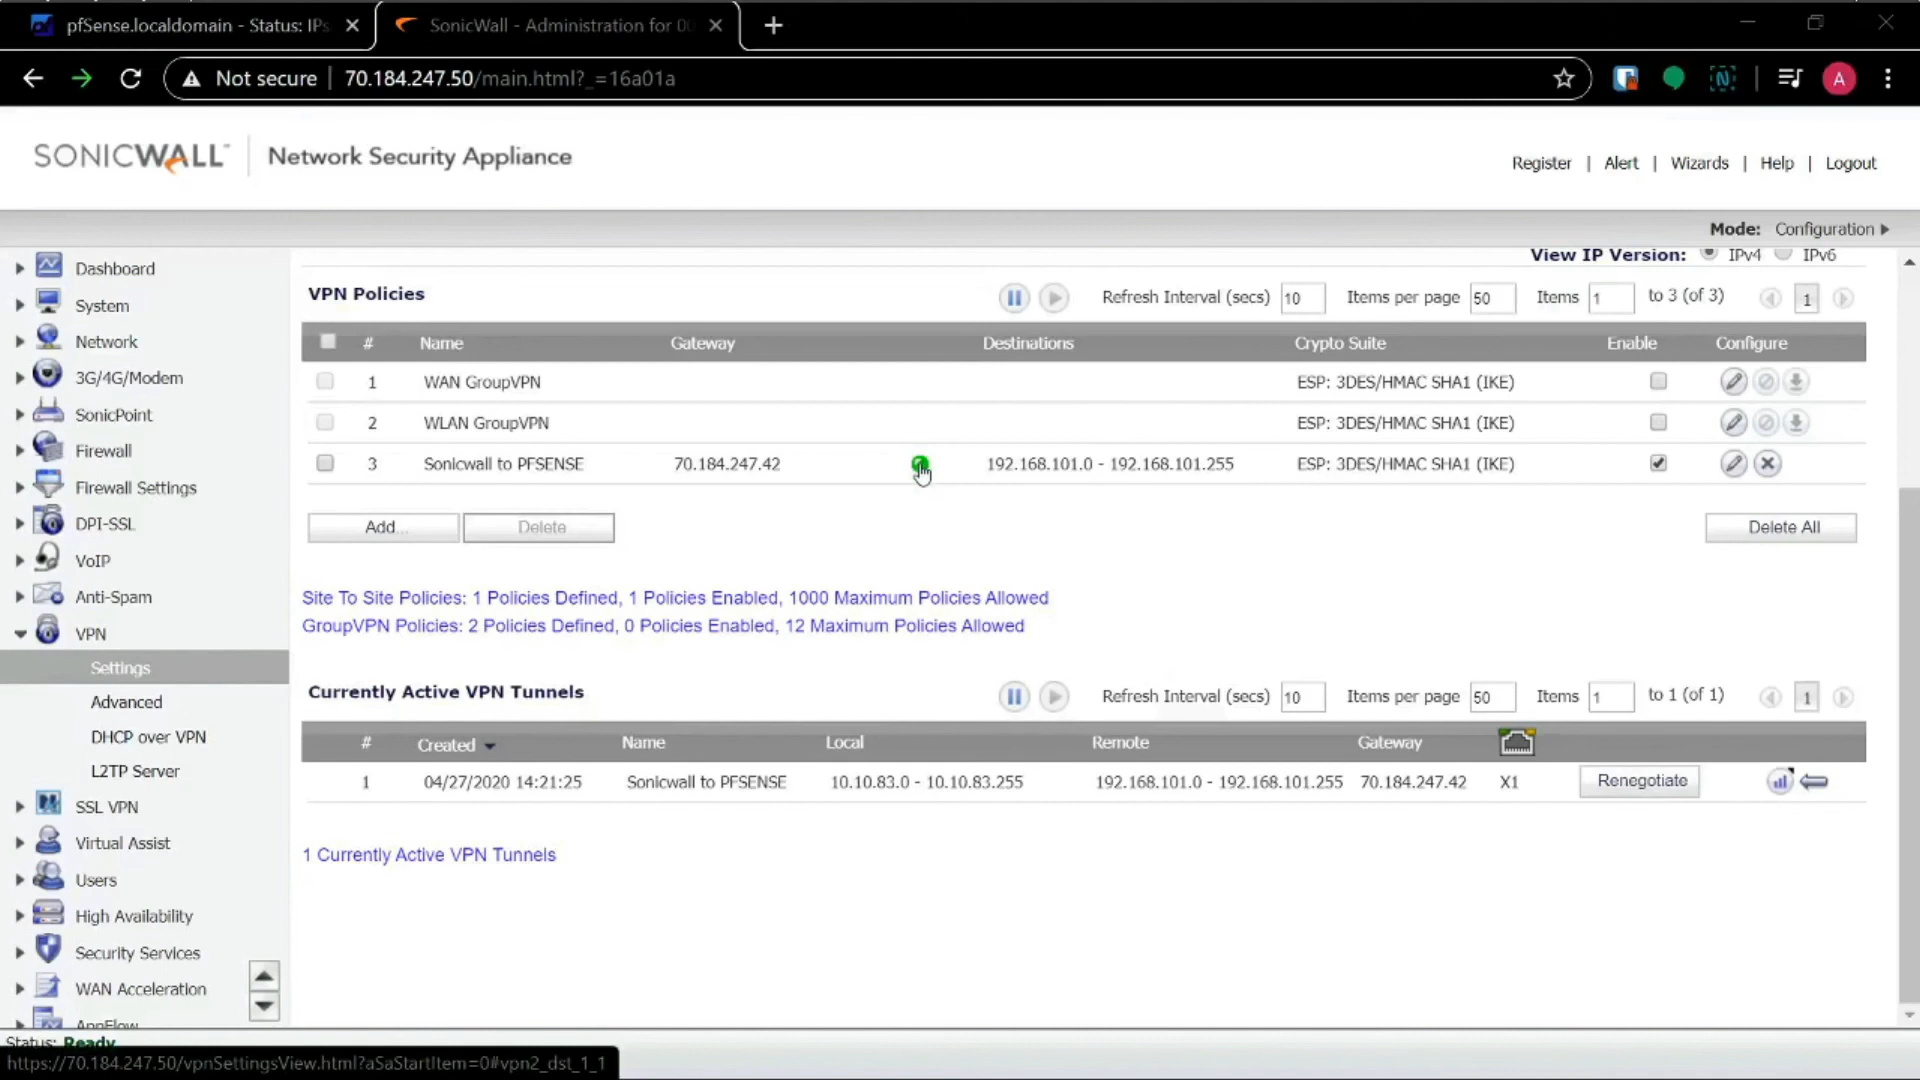 pfSense.localdomain - Status: IPs
SonicWall - Administration for 00
Not secure 70.184.247.50/main.html?_=16a01a
A
SONICWALL Network Security Appliance
Register | Alert | Wizards | Help | Logout
Mode: Configuration
View IP Version: IPv4 IPv6
Dashboard
System
Network
3G/4G/Modem
SonicPoint
Firewall
Firewall Settings
DPI-SSL
VoIP
Anti-Spam
VPN
Settings
Advanced
DHCP over VPN
L2TP Server
SSL VPN
Virtual Assist
Users
High Availability
Security Services
WAN Acceleration
AppFlow
VPN Policies Refresh Interval (secs) 10 Items per page 50 Items 1 to 3 (of 3) 1
# Name Gateway Destinations Crypto Suite Enable Configure
1 WAN GroupVPN ESP: 3DES/HMAC SHA1 (IKE)
2 WLAN GroupVPN ESP: 3DES/HMAC SHA1 (IKE)
3 Sonicwall to PFSENSE 70.184.247.42 192.168.101.0 - 192.168.101.255 ESP: 3DES/HMAC SHA1 (IKE)
Add... Delete Delete All
Site To Site Policies: 1 Policies Defined, 1 Policies Enabled, 1000 Maximum Policies Allowed
GroupVPN Policies: 2 Policies Defined, 0 Policies Enabled, 12 Maximum Policies Allowed
Currently Active VPN Tunnels Refresh Interval (secs) 10 Items per page 50 Items 1 to 1 (of 1) 1
# Created Name Local Remote Gateway
1 04/27/2020 14:21:25 Sonicwall to PFSENSE 10.10.83.0 - 10.10.83.255 192.168.101.0 - 192.168.101.255 70.184.247.42 X1 Renegotiate
1 Currently Active VPN Tunnels
Status: Ready
https://70.184.247.50/vpnSettingsView.html?aSaStartItem=0#vpn2_dst_1_1